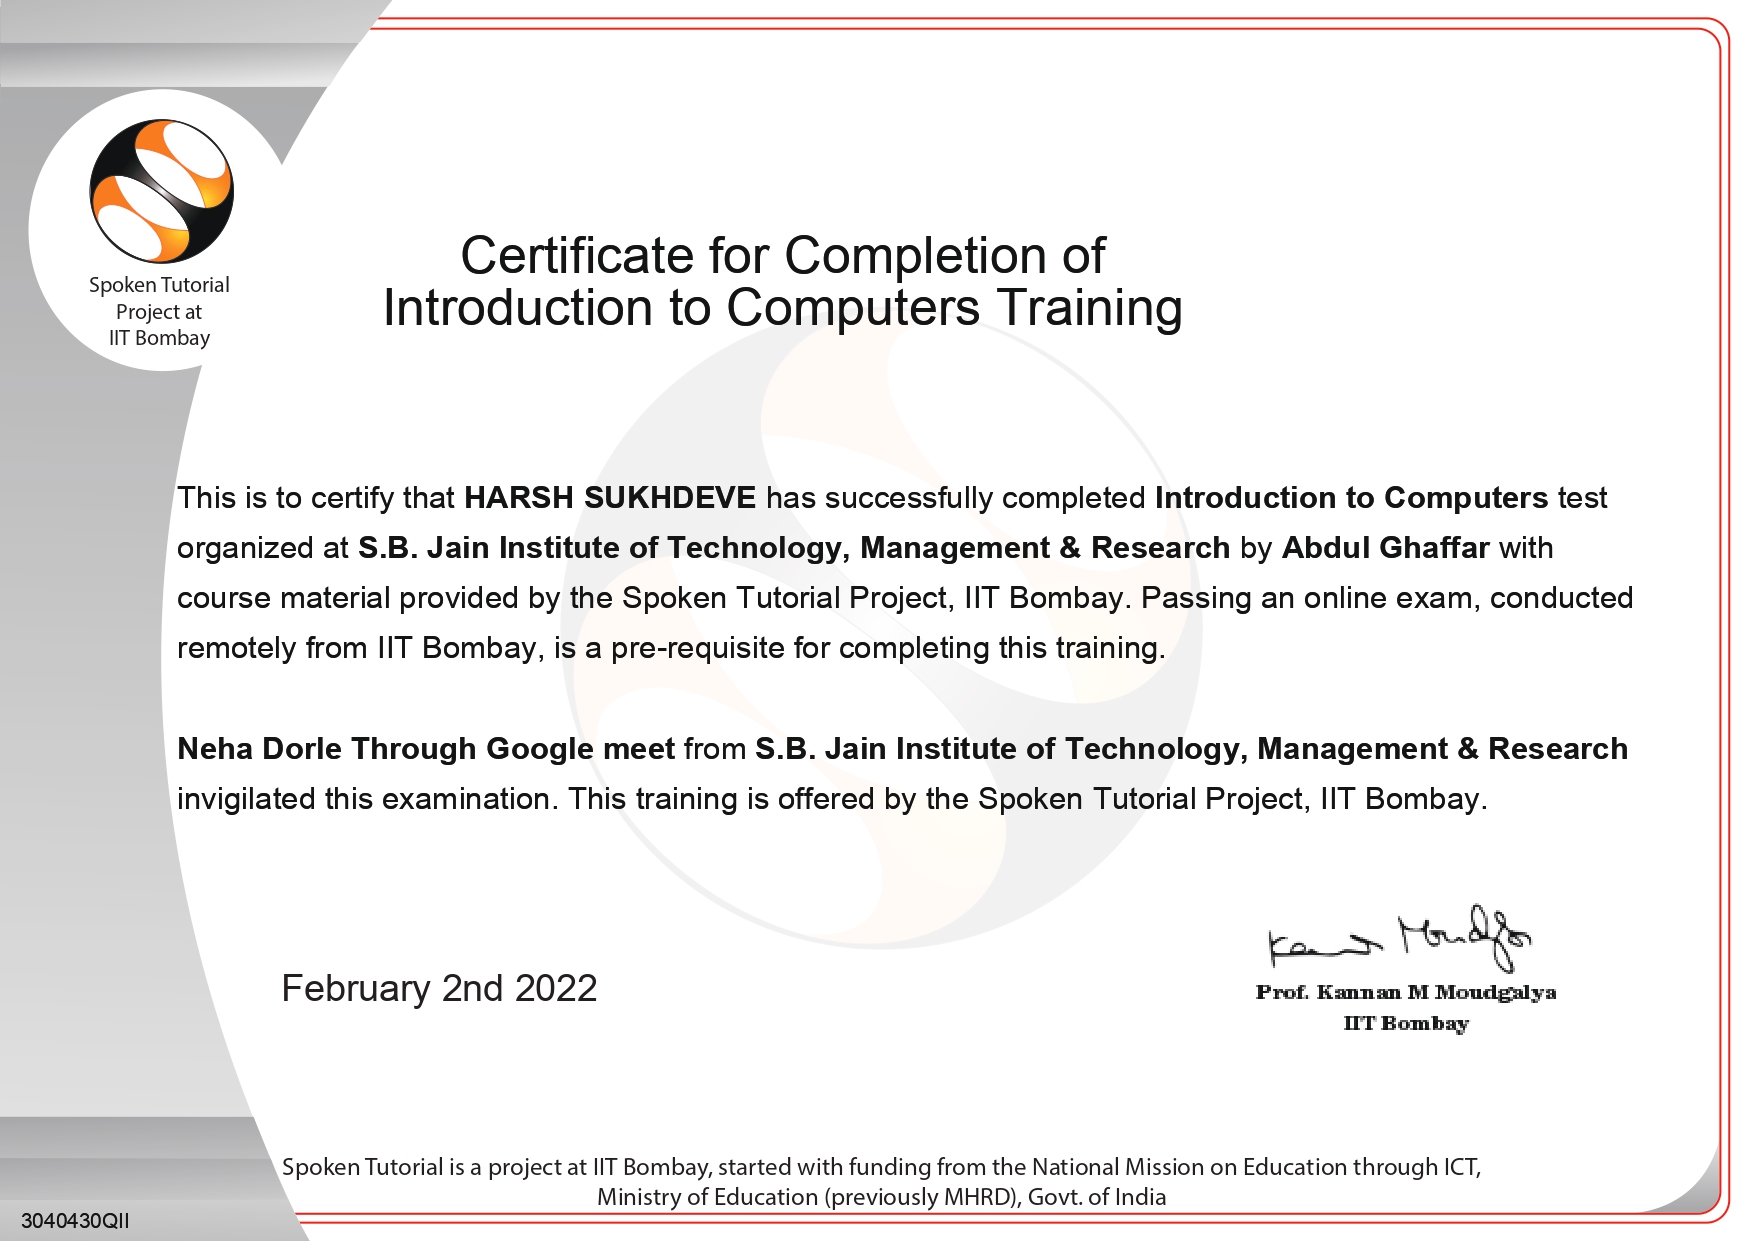 Spoken Tutorial
Project at
IIT Bombay
Certificate for Completion of
Introduction to Computers Training
This is to certify that HARSH SUKHDEVE has successfully completed Introduction to Computers test
organized at S.B. Jain Institute of Technology, Management & Research by Abdul Ghaffar with
course material provided by the Spoken Tutorial Project, IIT Bombay. Passing an online exam, conducted
remotely from IIT Bombay, is a pre-requisite for completing this training.
Neha Dorle Through Google meet from S.B. Jain Institute of Technology, Management & Research
invigilated this examination. This training is offered by the Spoken Tutorial Project, IIT Bombay.
February 2nd 2022
Kannan Moudgalya
Prof. Kannan M Moudgalya
IIT Bombay
Spoken Tutorial is a project at IIT Bombay, started with funding from the National Mission on Education through ICT,
Ministry of Education (previously MHRD), Govt. of India
3040430QII